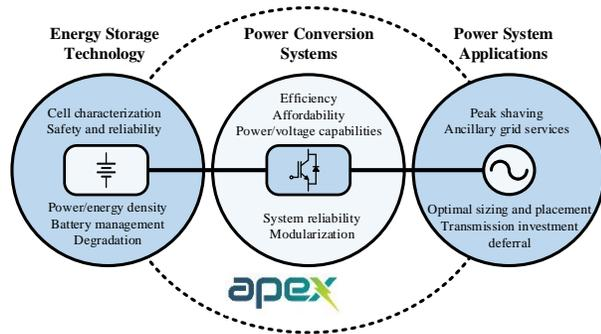 Energy Storage
Technology
Power Conversion
Systems
Power System
Applications
Cell characterization
Safety and reliability
Power/energy density
Battery management
Degradation
Efficiency
Affordability
Power/voltage capabilities
System reliability
Modularization
Peak shaving
Ancillary grid services
Optimal sizing and placement
Transmission investment
deferral
apex